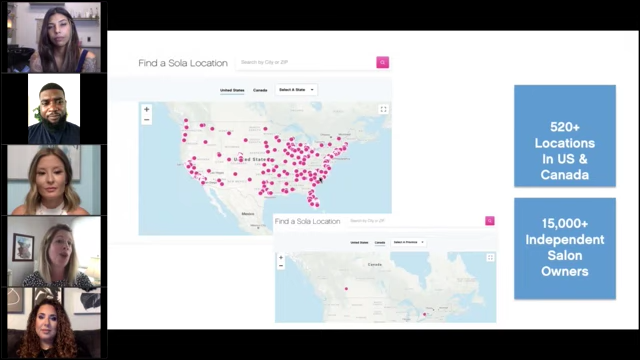 Find a Sola Location
Search by City or ZIP
United States
Canada
Select A State
United States
Mexico
Find a Sola Location
Search by City or ZIP
United States
Canada
Select A Province
Canada
520+
Locations
In US &
Canada
15,000+
Independent
Salon
Owners